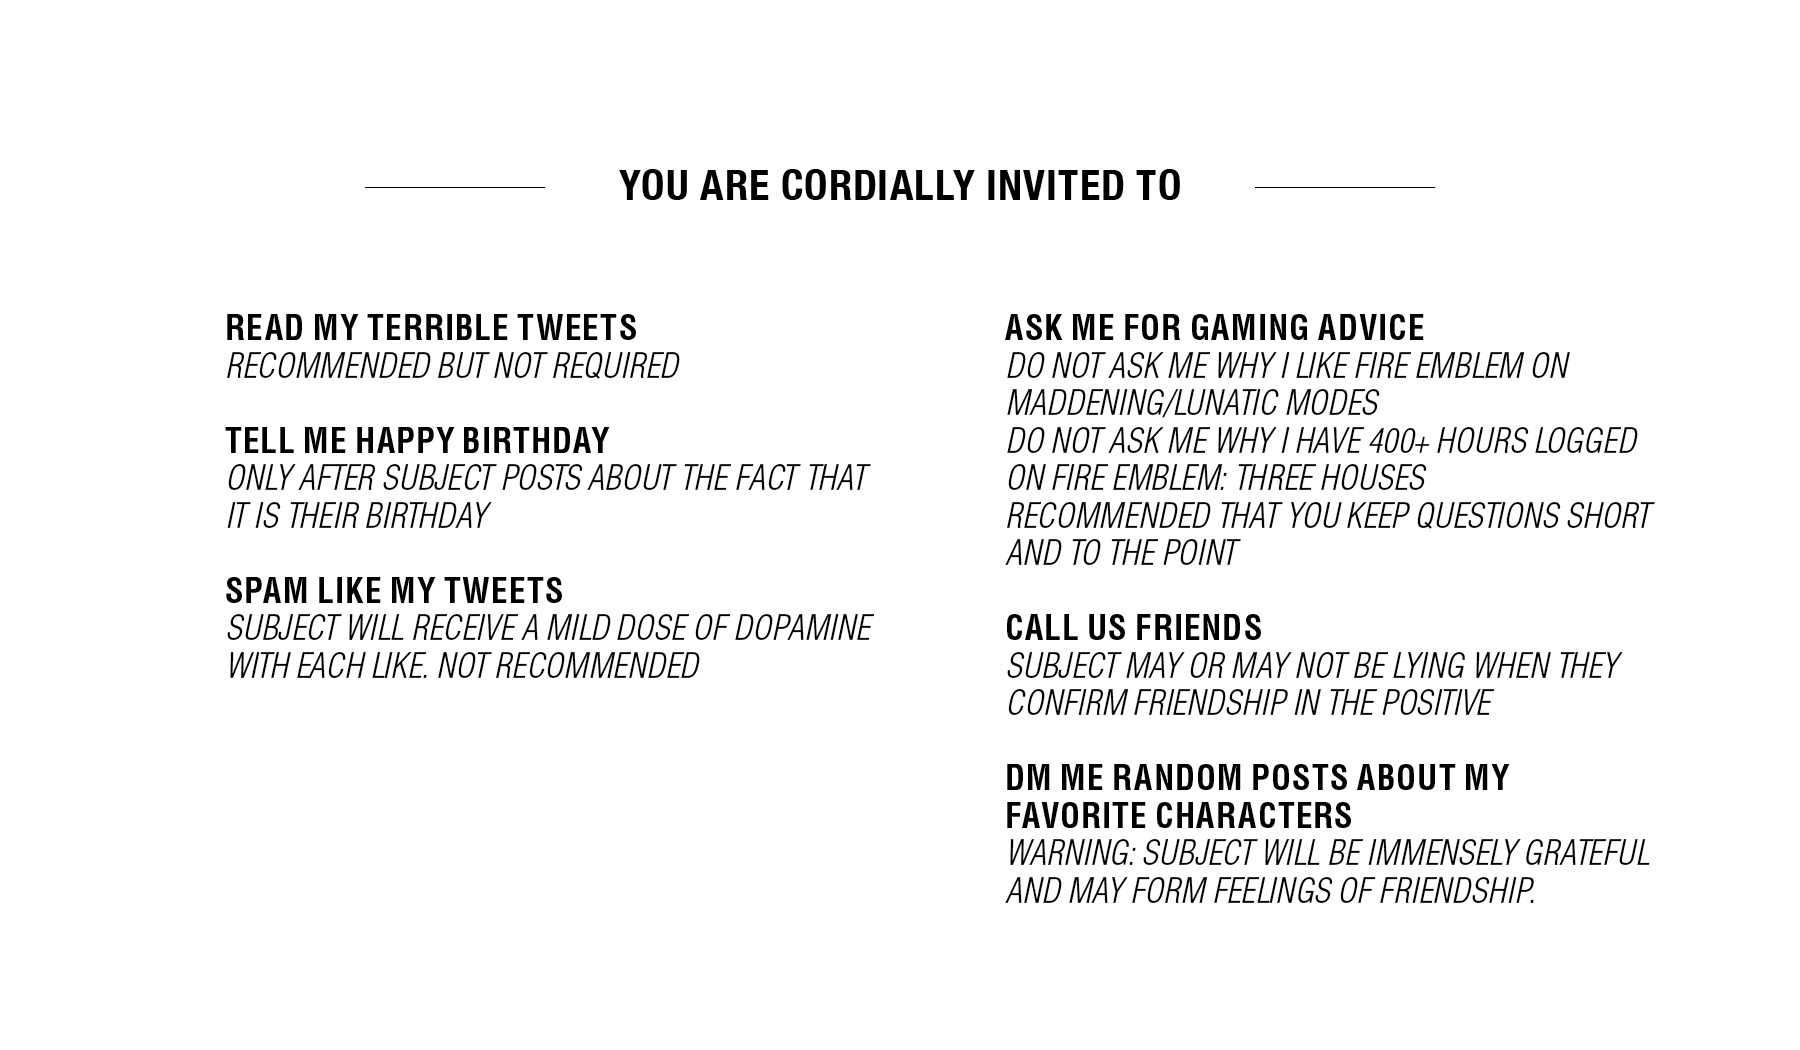 YOU ARE CORDIALLY INVITED TO
READ MY TERRIBLE TWEETS
RECOMMENDED BUT NOT REQUIRED
TELL ME HAPPY BIRTHDAY
ONLY AFTER SUBJECT POSTS ABOUT THE FACT THAT
IT IS THEIR BIRTHDAY
SPAM LIKE MY TWEETS
SUBJECT WILL RECEIVE A MILD DOSE OF DOPAMINE
WITH EACH LIKE. NOT RECOMMENDED
ASK ME FOR GAMING ADVICE
DO NOT ASK ME WHY I LIKE FIRE EMBLEM ON
MADDENING/LUNATIC MODES
DO NOT ASK ME WHY I HAVE 400+ HOURS LOGGED
ON FIRE EMBLEM: THREE HOUSES
RECOMMENDED THAT YOU KEEP QUESTIONS SHORT
AND TO THE POINT
CALL US FRIENDS
SUBJECT MAY OR MAY NOT BE LYING WHEN THEY
CONFIRM FRIENDSHIP IN THE POSITIVE
DM ME RANDOM POSTS ABOUT MY
FAVORITE CHARACTERS
WARNING: SUBJECT WILL BE IMMENSELY GRATEFUL
AND MAY FORM FEELINGS OF FRIENDSHIP.